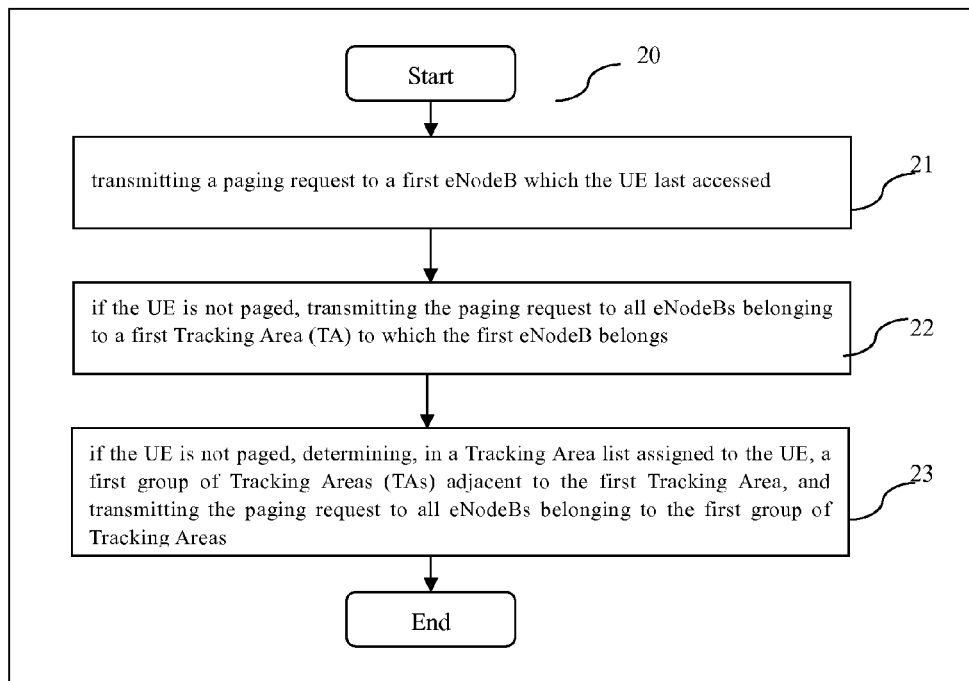 Start
20
transmitting a paging request to a first eNodeB which the UE last accessed
21
if the UE is not paged, transmitting the paging request to all eNodeBs belonging
to a first Tracking Area (TA) to which the first eNodeB belongs
22
if the UE is not paged, determining, in a Tracking Area list assigned to the UE, a
first group of Tracking Areas (TAs) adjacent to the first Tracking Area, and
transmitting the paging request to all eNodeBs belonging to the first group of
Tracking Areas
23
End